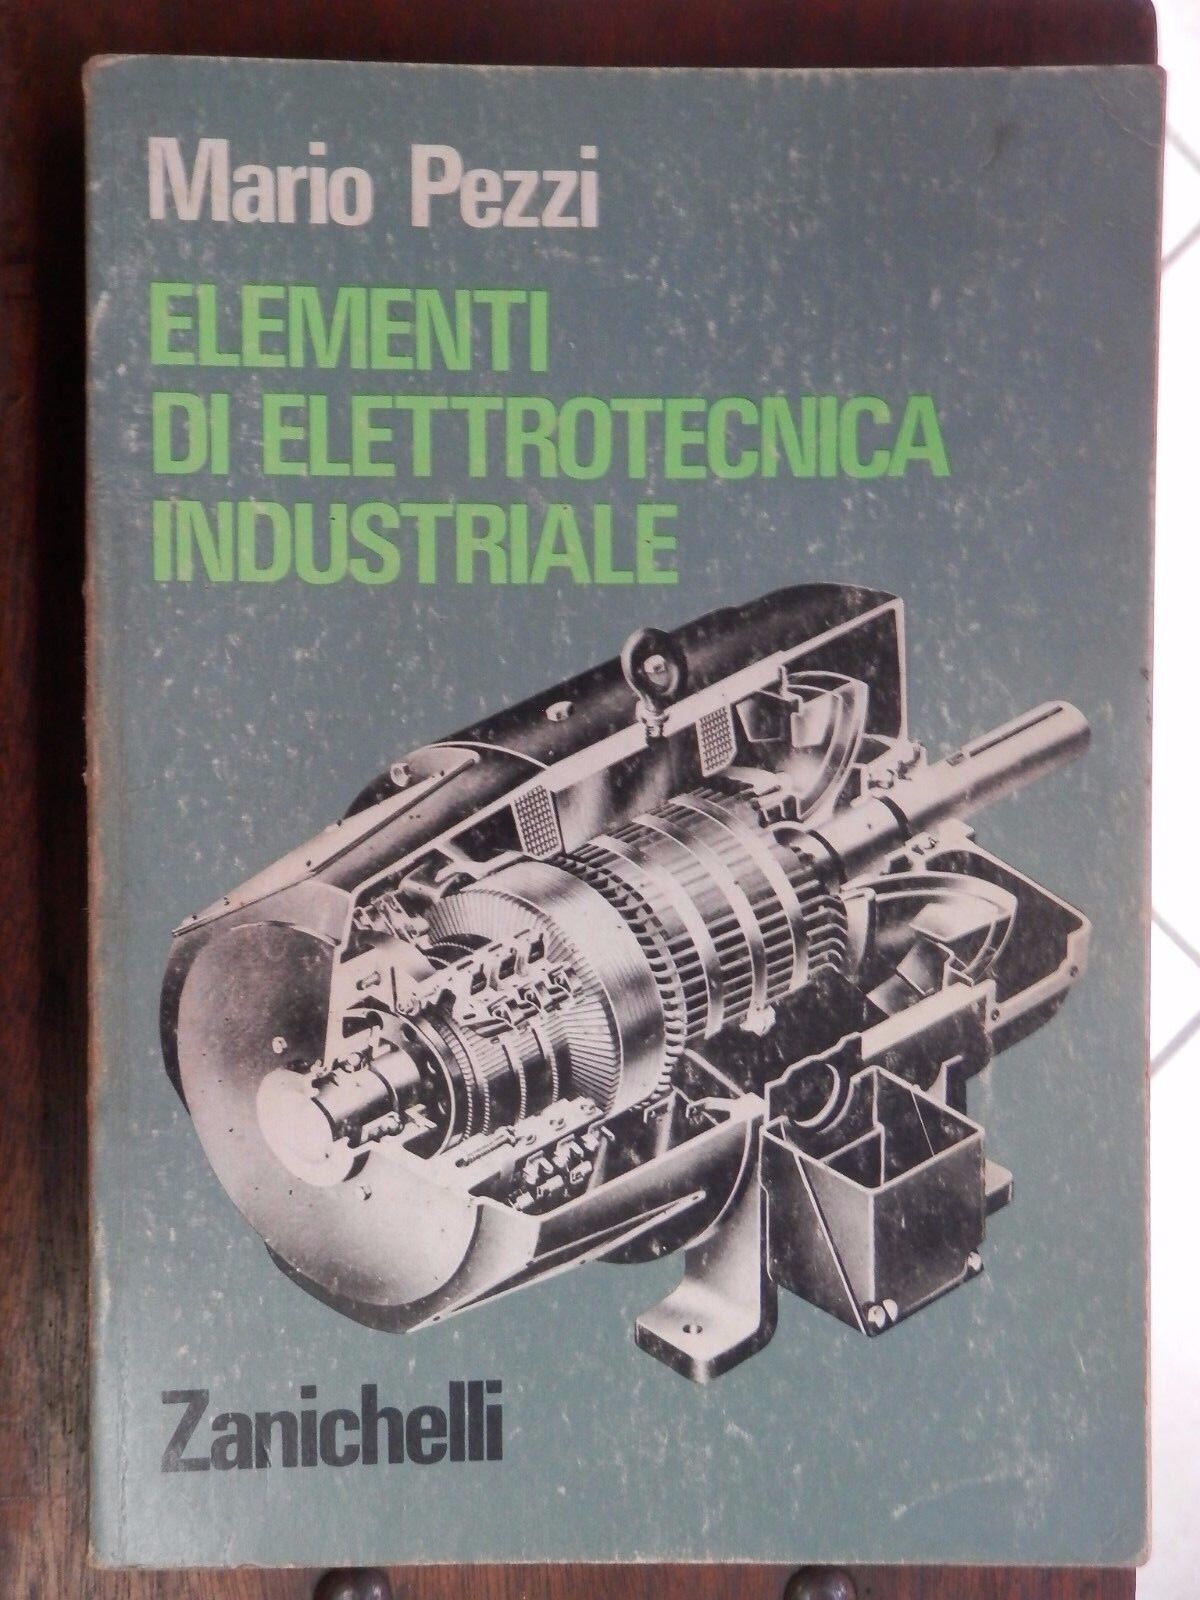 Mario Pezzi
ELEMENTI
DI ELETTROTECNICA
INDUSTRIALE
Zanichelli